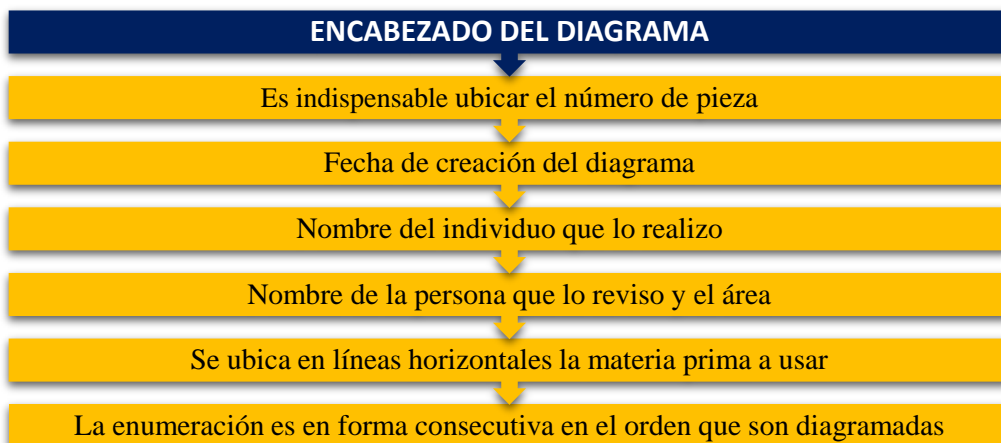 ENCABEZADO DEL DIAGRAMA
Es indispensable ubicar el número de pieza
Fecha de creación del diagrama
Nombre del individuo que lo realizo
Nombre de la persona que lo reviso y el área
Se ubica en líneas horizontales la materia prima a usar
La enumeración es en forma consecutiva en el orden que son diagramadas